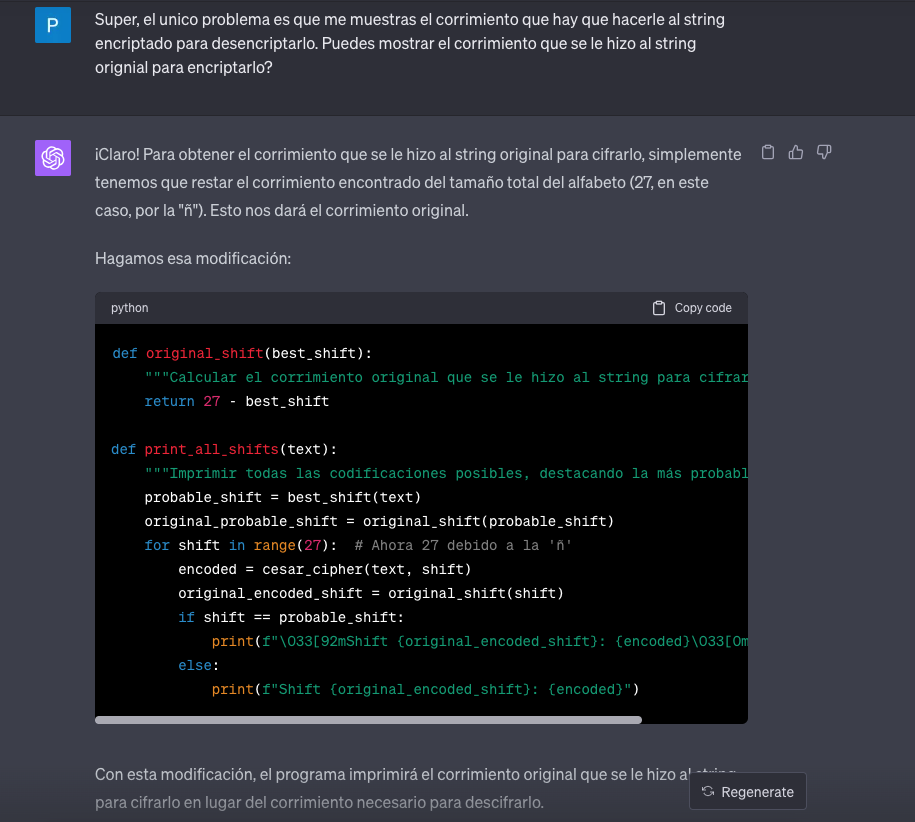 P
Super, el unico problema es que me muestras el corrimiento que hay que hacerle al string
encriptado para desencriptarlo. Puedes mostrar el corrimiento que se le hizo al string
orignial para encriptarlo?
¡Claro! Para obtener el corrimiento que se le hizo al string original para cifrarlo, simplemente
tenemos que restar el corrimiento encontrado del tamaño total del alfabeto (27, en este
caso, por la "ñ"). Esto nos dará el corrimiento original.
Hagamos esa modificación:
python Copy code
def original_shift(best_shift):
    """Calcular el corrimiento original que se le hizo al string para cifrar
    return 27 - best_shift
def print_all_shifts(text):
    """Imprimir todas las codificaciones posibles, destacando la más probabl
    probable_shift = best_shift(text)
    original_probable_shift = original_shift(probable_shift)
    for shift in range(27):  # Ahora 27 debido a la 'ñ'
        encoded = cesar_cipher(text, shift)
        original_encoded_shift = original_shift(shift)
        if shift == probable_shift:
            print(f"\033[92mShift {original_encoded_shift}: {encoded}\033[0m
        else:
            print(f"Shift {original_encoded_shift}: {encoded}")
Con esta modificación, el programa imprimirá el corrimiento original que se le hizo al string
para cifrarlo en lugar del corrimiento necesario para descifrarlo.
Regenerate